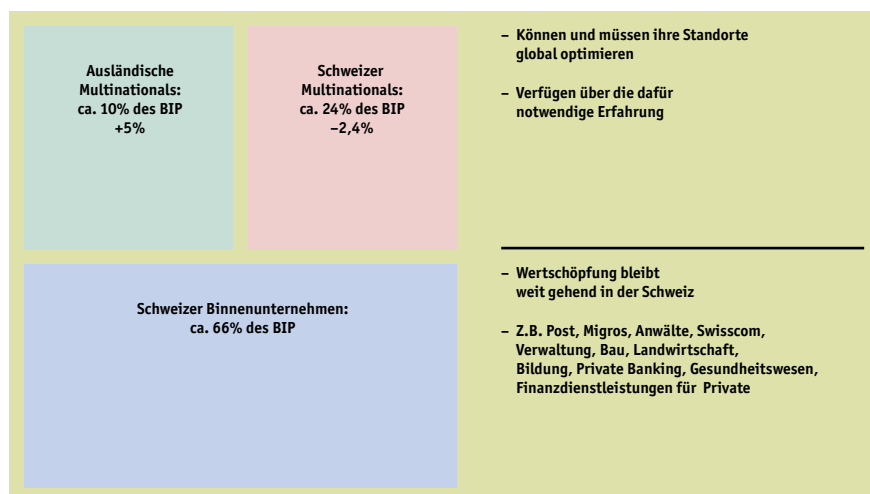 Ausländische
Multinationals:
ca. 10% des BIP
+5%
Schweizer
Multinationals:
ca. 24% des BIP
–2,4%
– Können und müssen ihre Standorte
global optimieren
– Verfügen über die dafür
notwendige Erfahrung
Schweizer Binnenunternehmen:
ca. 66% des BIP
– Wertschöpfung bleibt
weit gehend in der Schweiz
– Z.B. Post, Migros, Anwälte, Swisscom,
Verwaltung, Bau, Landwirtschaft,
Bildung, Private Banking, Gesundheitswesen,
Finanzdienstleistungen für Private